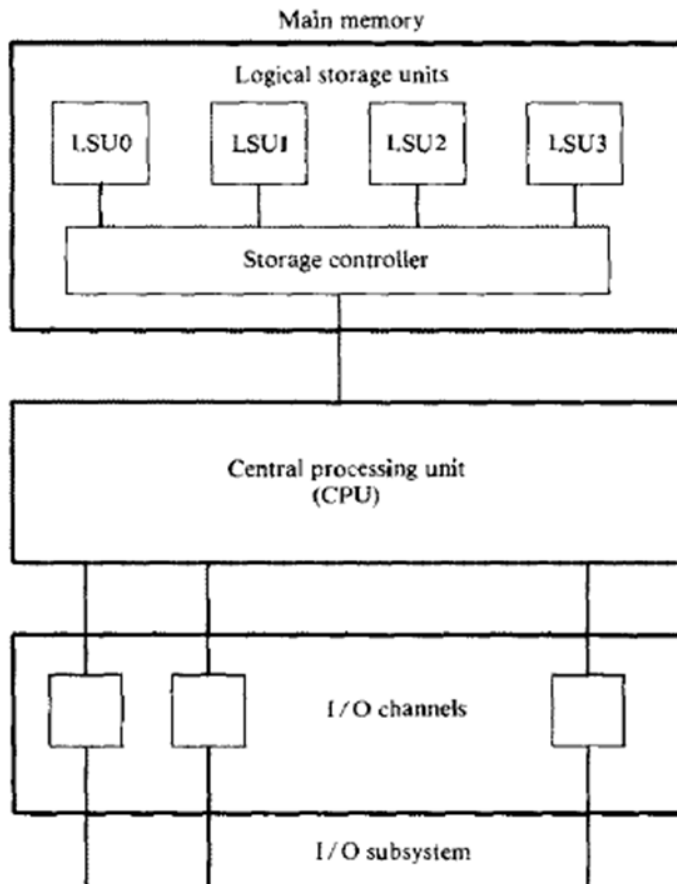 Main memory
Logical storage units
LSU0 LSU1 LSU2 LSU3
Storage controller
Central processing unit
(CPU)
I/O channels
I/O subsystem